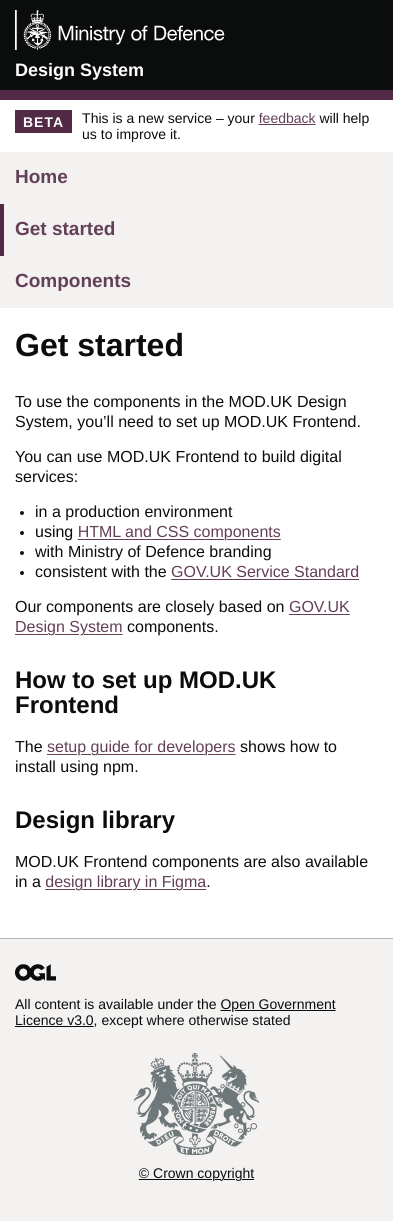 Ministry of Defence
Design System
BETA
This is a new service – your feedback will help
us to improve it.
Home
Get started
Components
Get started
To use the components in the MOD.UK Design
System, you’ll need to set up MOD.UK Frontend.
You can use MOD.UK Frontend to build digital
services:
• in a production environment
• using HTML and CSS components
• with Ministry of Defence branding
• consistent with the GOV.UK Service Standard
Our components are closely based on GOV.UK
Design System components.
How to set up MOD.UK
Frontend
The setup guide for developers shows how to
install using npm.
Design library
MOD.UK Frontend components are also available
in a design library in Figma.
OGL
All content is available under the Open Government
Licence v3.0, except where otherwise stated
DIEU ET MON DROIT
© Crown copyright